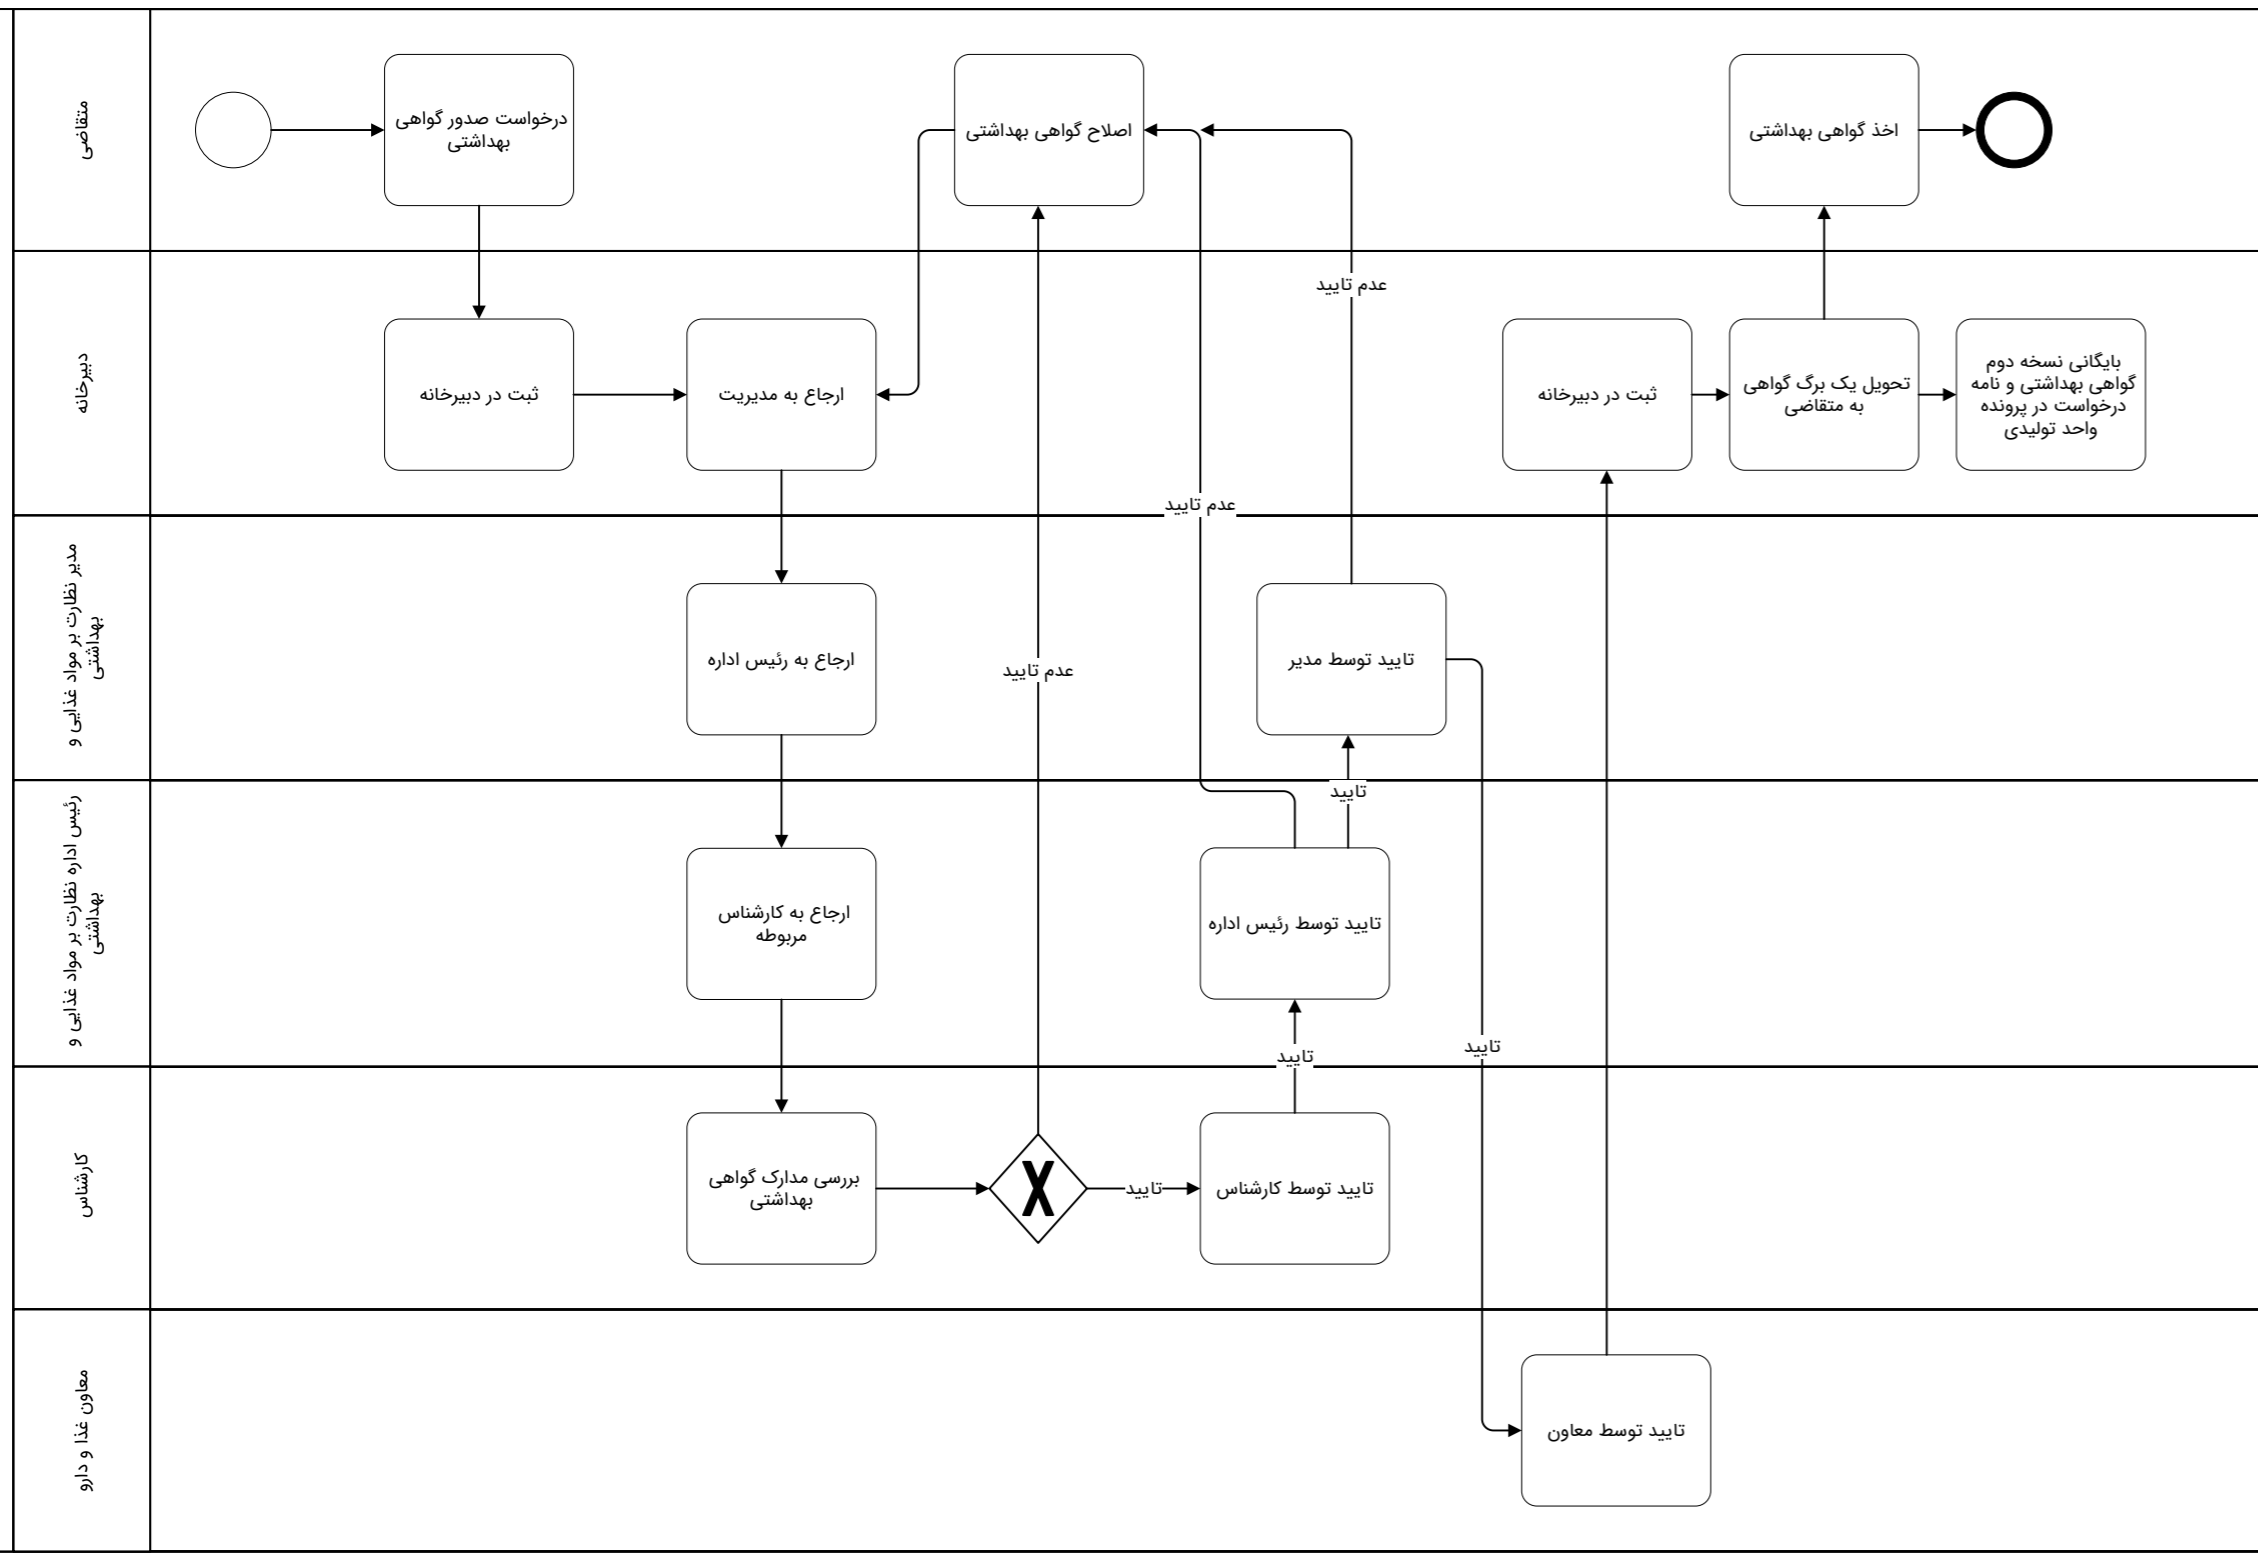 متقاضی
درخواست صدور گواهی
بهداشتی
اصلاح گواهی بهداشتی
اخذ گواهی بهداشتی
دبیرخانه
عدم تایید
ثبت در دبیرخانه
ارجاع به مدیریت
ثبت در دبیرخانه
تحویل یک برگ گواهی
به متقاضی
بایگانی نسخه دوم
گواهی بهداشتی و نامه
درخواست در پرونده
واحد تولیدی
عدم تایید
مدیر نظارت بر مواد غذایی و
بهداشتی
ارجاع به رئیس اداره
عدم تایید
تایید توسط مدیر
تایید
رئیس اداره نظارت بر مواد غذایی و
بهداشتی
ارجاع به کارشناس
مربوطه
تایید توسط رئیس اداره
تایید
تایید
کارشناس
بررسی مدارک گواهی
بهداشتی
تایید
تایید توسط کارشناس
معاون غذا و دارو
تایید توسط معاون